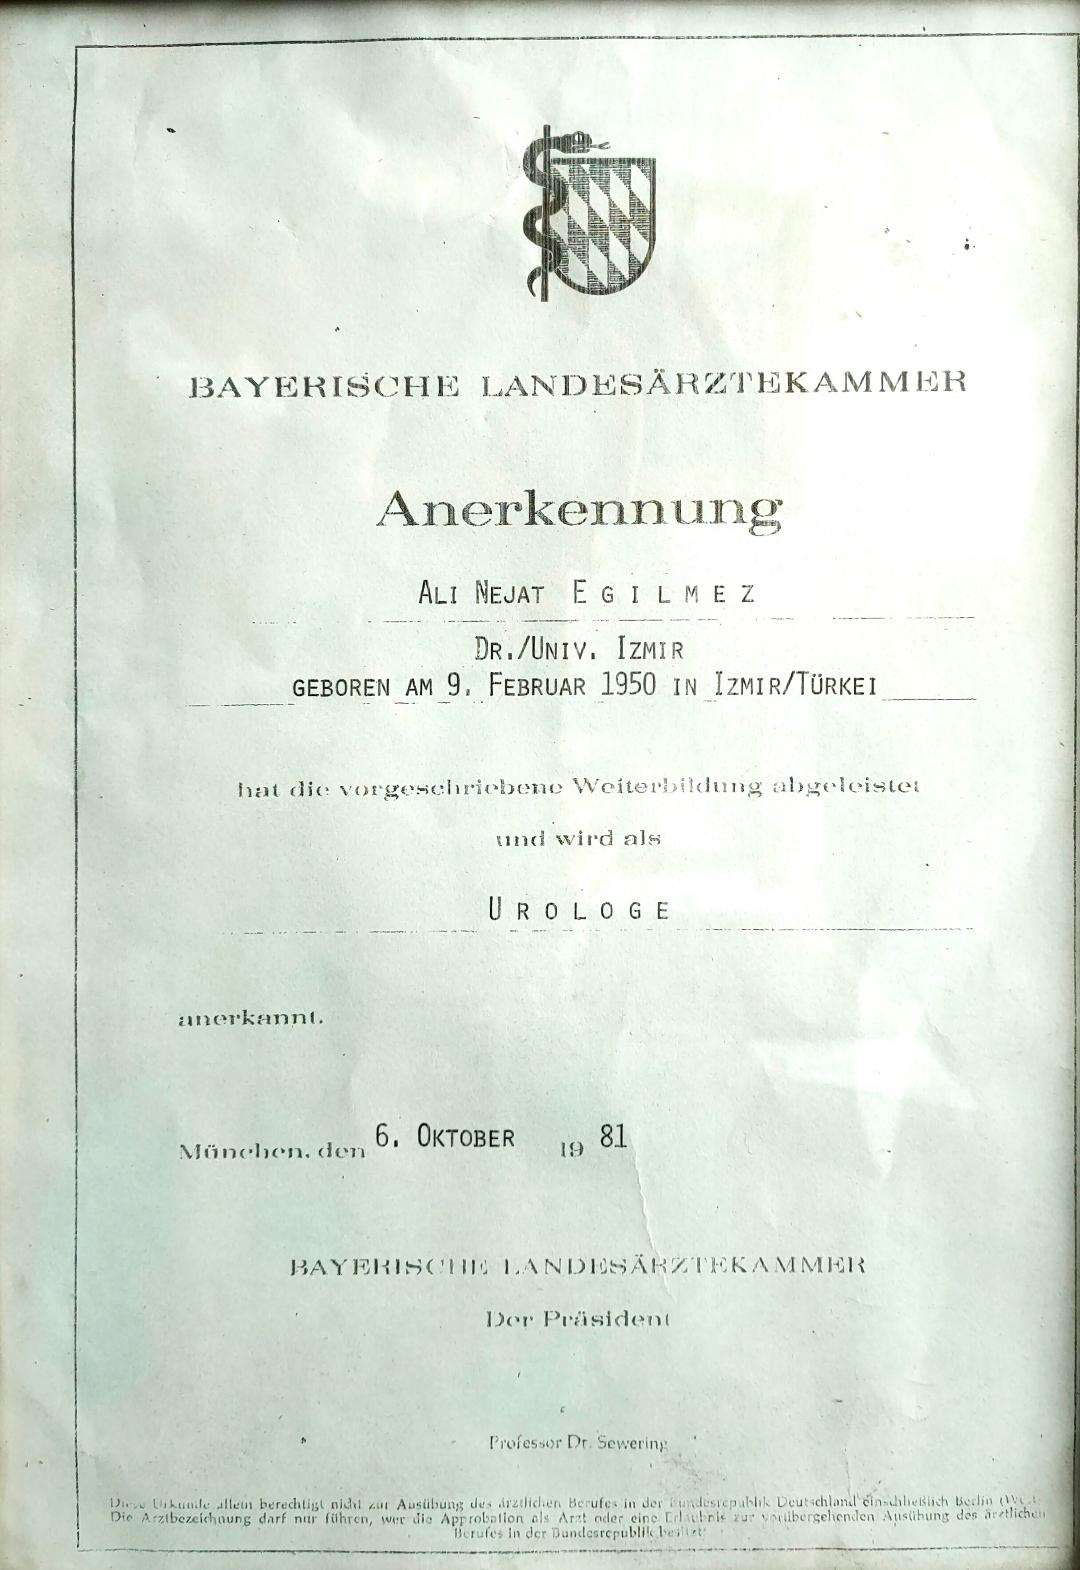 BAYERISCHE LANDESÄRZTEKAMMER
Anerkennung
ALI NEJAT EGILMEZ
DR./UNIV. IZMIR
GEBOREN AM 9. FEBRUAR 1950 IN IZMIR/TÜRKEI
hat die vorgeschriebene Weiterbildung abgeleistet
und wird als
UROLOGE
anerkannt.
München, den 6. OKTOBER 19 81
BAYERISCHE LANDESÄRZTEKAMMER
Der Präsident
Professor Dr. Sewering
Diese Urkunde allein berechtigt nicht zur Ausübung des ärztlichen Berufes in der Bundesrepublik Deutschland einschließlich Berlin (West).
Die Arztbezeichnung darf nur führen, wer die Approbation als Arzt oder eine Erlaubnis zur vorübergehenden Ausübung des ärztlichen
Berufes in der Bundesrepublik besitzt.